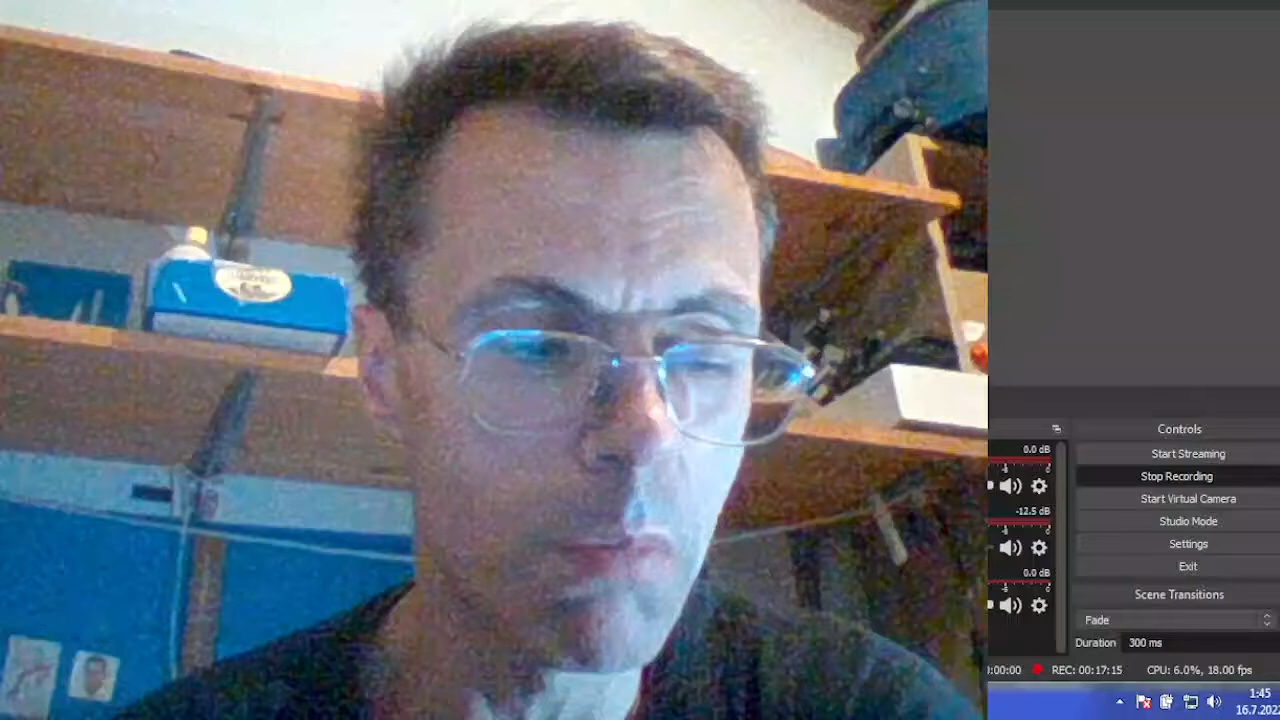 0.0 dB
Controls
Start Streaming
Stop Recording
Start Virtual Camera
-12.5 dB
Studio Mode
Settings
Exit
0.0 dB
Scene Transitions
Fade
Duration 300 ms
0:00:00 REC: 00:17:15 CPU: 6.0%, 18.00 fps
1:45
16.7.202